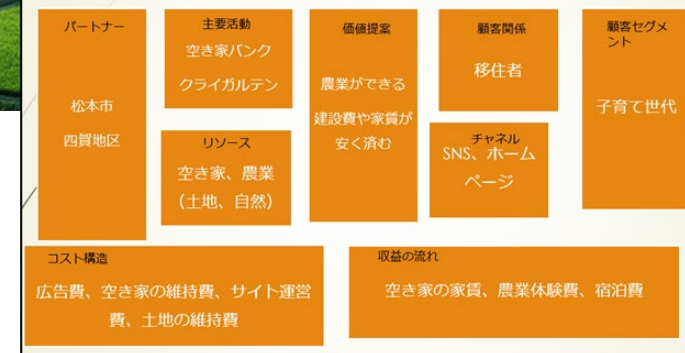 パートナー
松本市
四賀地区
主要活動
空き家バンク
クライガルテン
リソース
空き家、農業
(土地、自然)
価値提案
農業ができる
建設費や家賃が
安く済む
顧客関係
移住者
チャネル
SNS、ホーム
ページ
顧客セグメ
ント
子育て世代
コスト構造
広告費、空き家の維持費、サイト運営
費、土地の維持費
収益の流れ
空き家の家賃、農業体験費、宿泊費